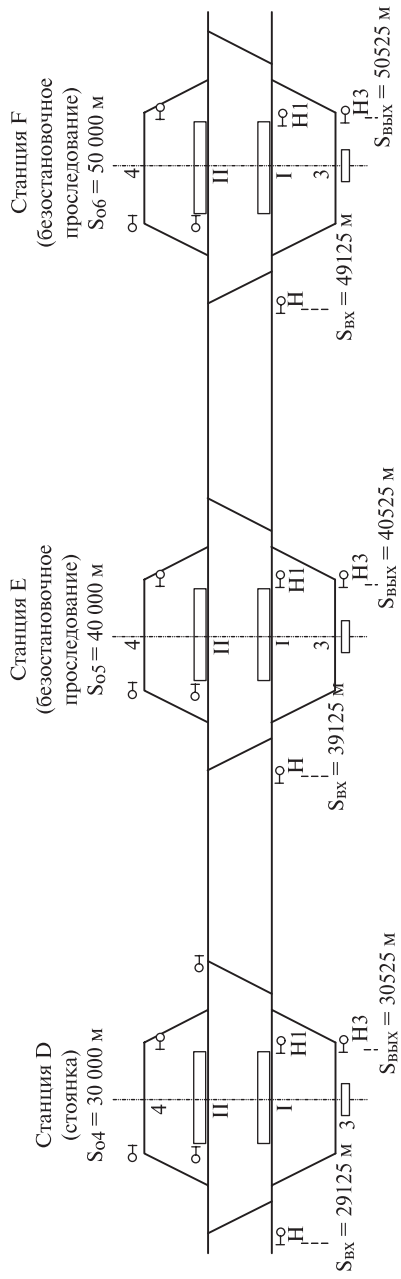 Станция D
(стоянка)
Sо4 = 30 000 м
4
II
I
3
Н
Н1
Н3
Sвх = 29125 м
Sвых = 30525 м
Станция E
(безостановочное
проследование)
Sо5 = 40 000 м
4
II
I
3
Н
Н1
Н3
Sвх = 39125 м
Sвых = 40525 м
Станция F
(безостановочное
проследование)
Sо6 = 50 000 м
4
II
I
3
Н
Н1
Н3
Sвх = 49125 м
Sвых = 50525 м